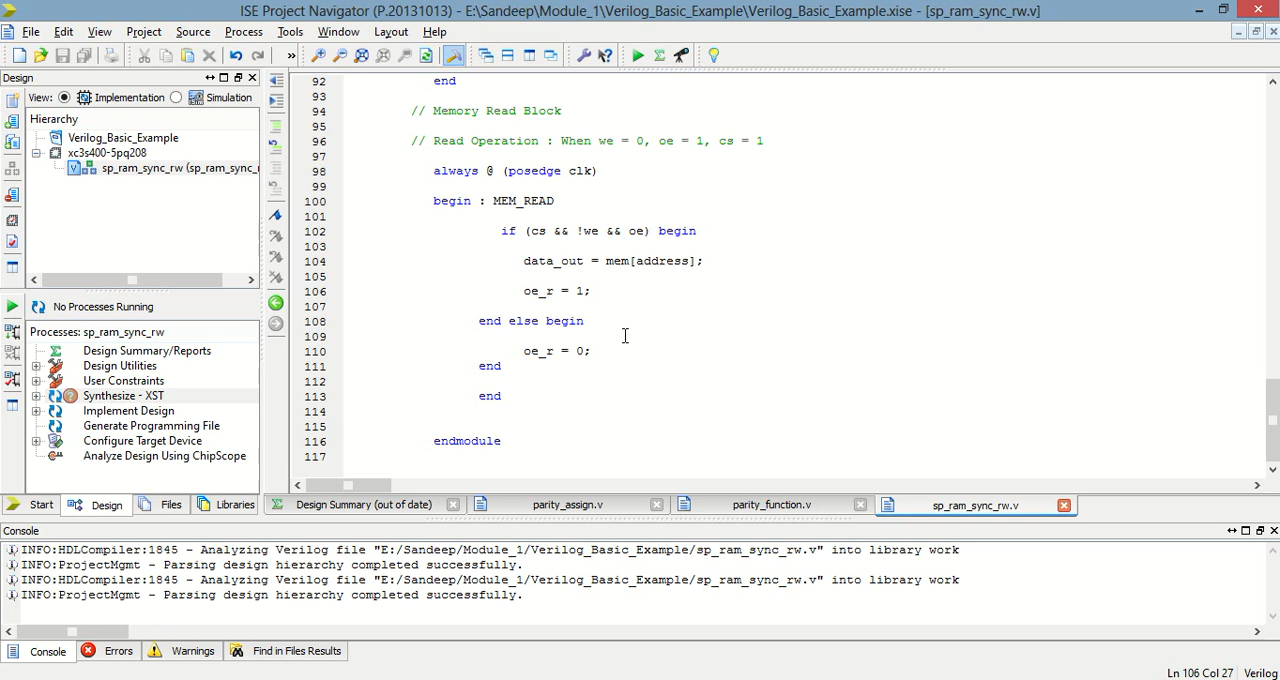 ISE Project Navigator (P.20131013) - E:\Sandeep\Module_1\Verilog_Basic_Example\Verilog_Basic_Example.xise - [sp_ram_sync_rw.v]
File Edit View Project Source Process Tools Window Layout Help
Design
View: Implementation Simulation
Hierarchy
Verilog_Basic_Example
xc3s400-5pq208
sp_ram_sync_rw (sp_ram_sync_
No Processes Running
Processes: sp_ram_sync_rw
Design Summary/Reports
Design Utilities
User Constraints
Synthesize - XST
Implement Design
Generate Programming File
Configure Target Device
Analyze Design Using ChipScope
Start Design Files Libraries
92 end
93
94 // Memory Read Block
95
96 // Read Operation : When we = 0, oe = 1, cs = 1
97
98 always @ (posedge clk)
99
100 begin : MEM_READ
101
102 if (cs && !we && oe) begin
103
104 data_out = mem[address];
105
106 oe_r = 1;
107
108 end else begin
109
110 oe_r = 0;
111 end
112
113 end
114
115
116 endmodule
117
Design Summary (out of date) parity_assign.v parity_function.v sp_ram_sync_rw.v
Console
INFO:HDLCompiler:1845 - Analyzing Verilog file "E:/Sandeep/Module_1/Verilog_Basic_Example/sp_ram_sync_rw.v" into library work
INFO:ProjectMgmt - Parsing design hierarchy completed successfully.
INFO:HDLCompiler:1845 - Analyzing Verilog file "E:/Sandeep/Module_1/Verilog_Basic_Example/sp_ram_sync_rw.v" into library work
INFO:ProjectMgmt - Parsing design hierarchy completed successfully.
Console Errors Warnings Find in Files Results
Ln 106 Col 27 Verilog